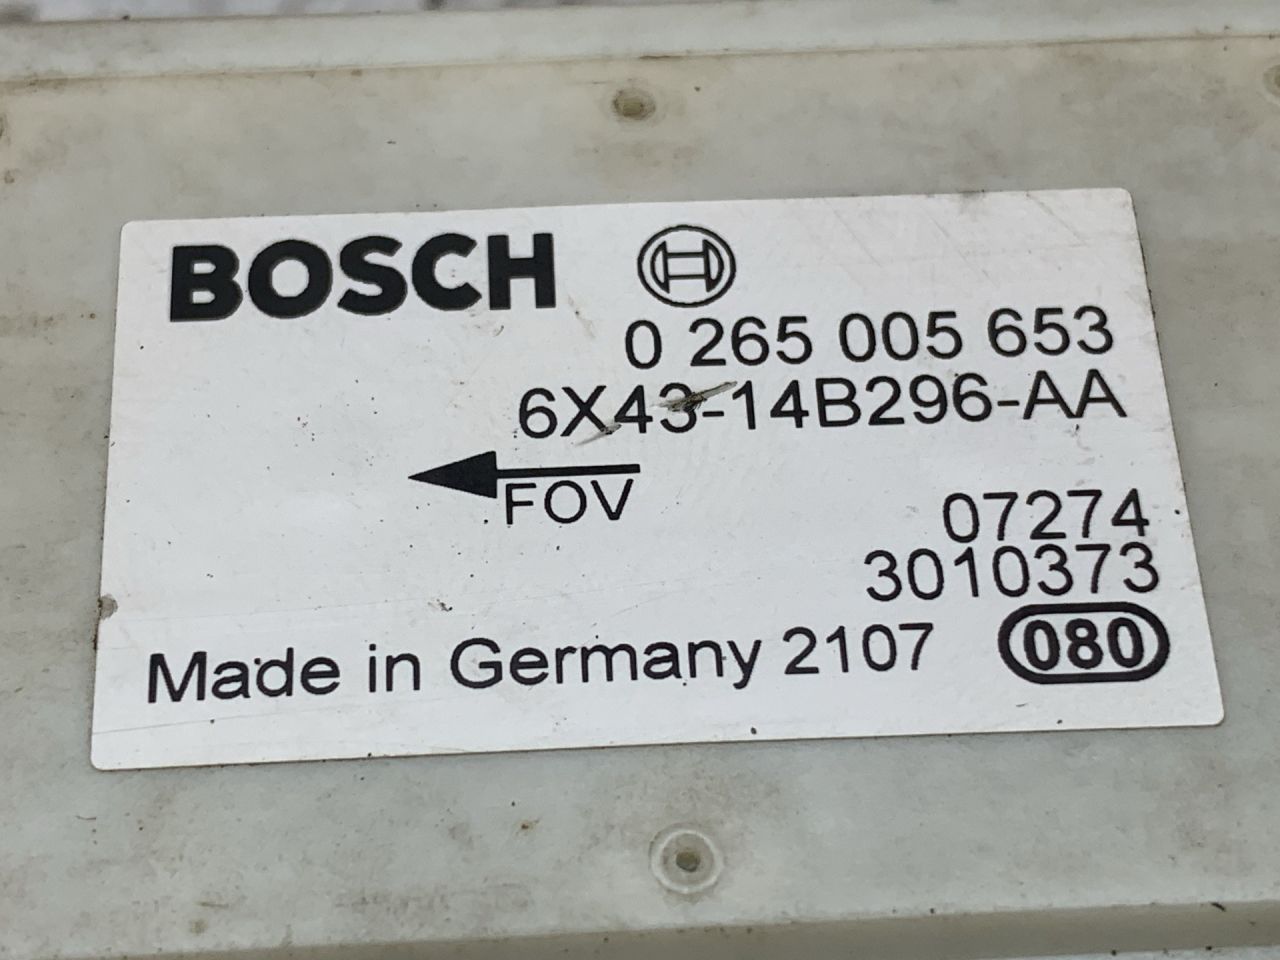 BOSCH
0 265 005 653
6X43-14B296-AA
FOV
07274
3010373
Made in Germany 2107 080